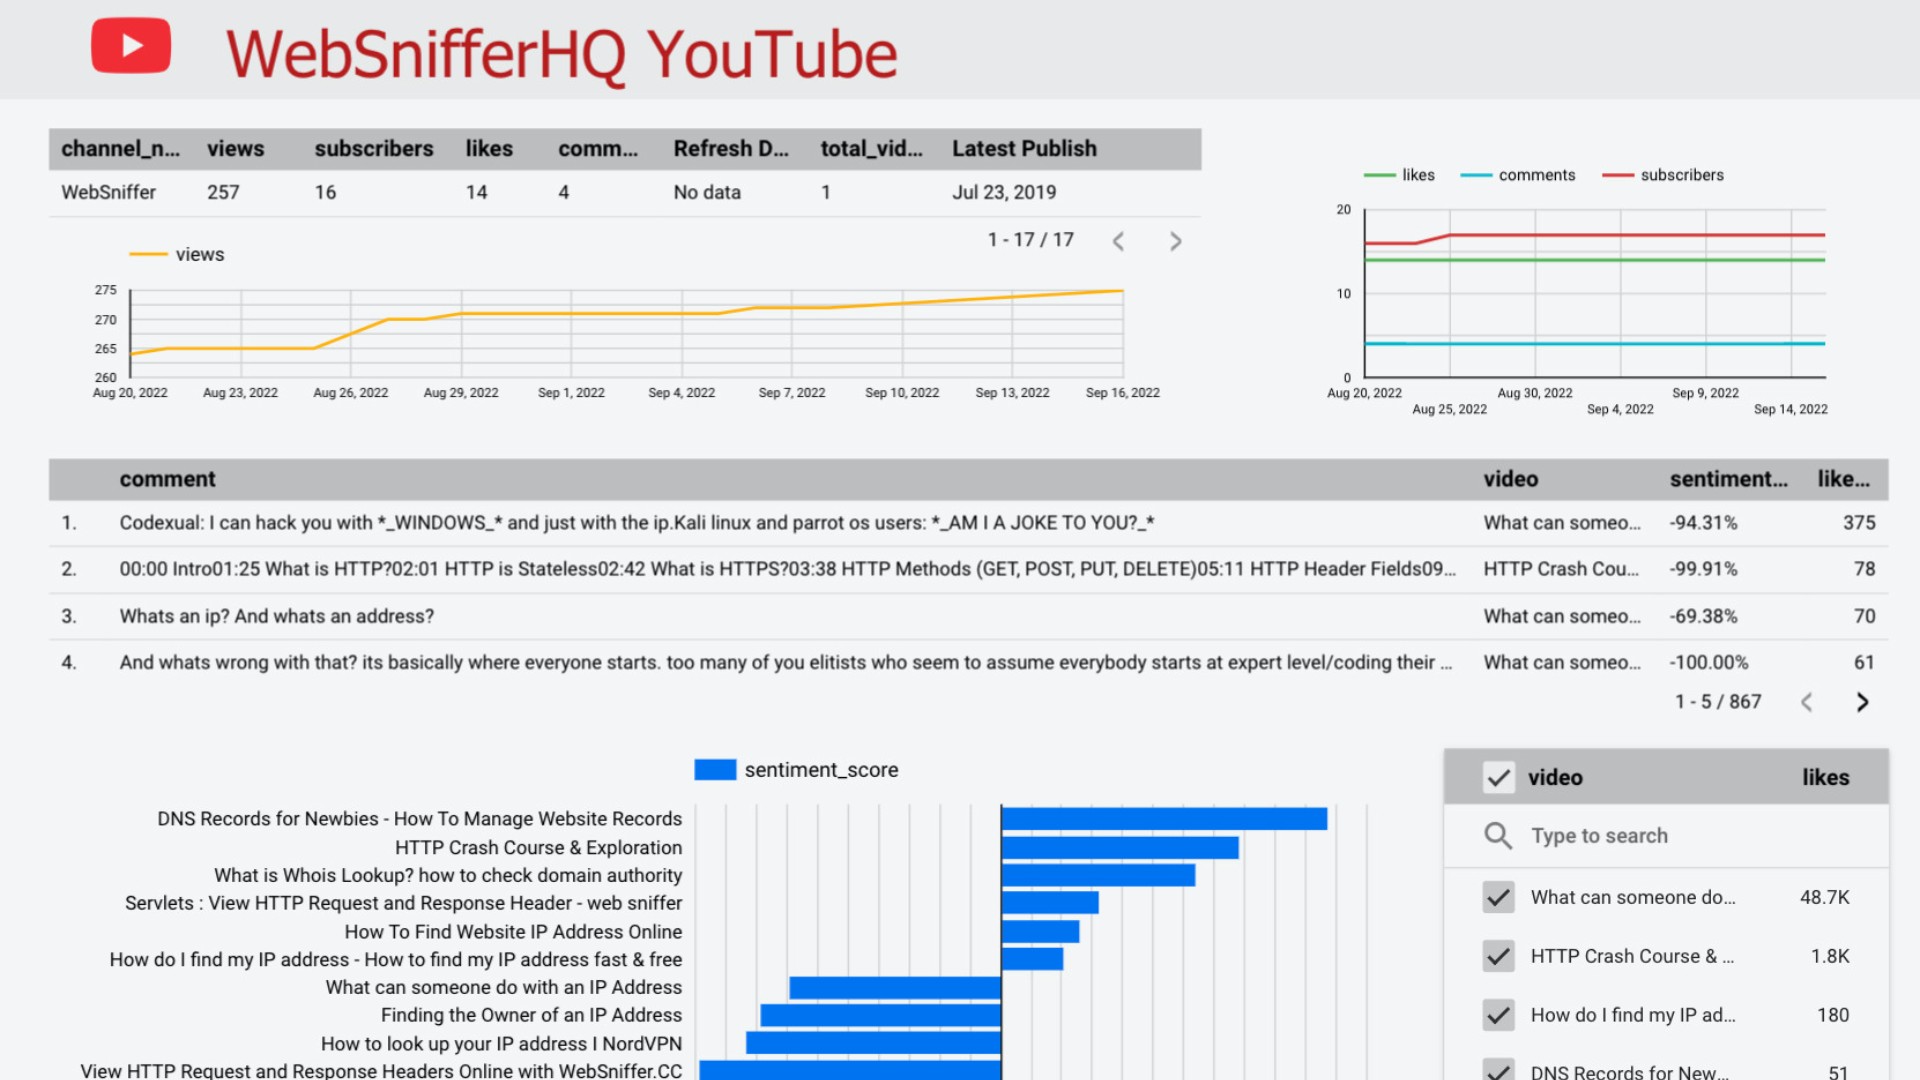 WebSnifferHQ YouTube
channel_n... views subscribers likes comm... Refresh D... total_vid... Latest Publish
WebSniffer 257 16 14 4 No data 1 Jul 23, 2019
1 - 17 / 17
views
275
270
265
260
Aug 20, 2022 Aug 23, 2022 Aug 26, 2022 Aug 29, 2022 Sep 1, 2022 Sep 4, 2022 Sep 7, 2022 Sep 10, 2022 Sep 13, 2022 Sep 16, 2022
likes comments subscribers
20
10
0
Aug 20, 2022 Aug 30, 2022 Sep 9, 2022
Aug 25, 2022 Sep 4, 2022 Sep 14, 2022
comment video sentiment... like...
1. Codexual: I can hack you with *_WINDOWS_* and just with the ip.Kali linux and parrot os users: *_AM I A JOKE TO YOU?_* What can someo... -94.31% 375
2. 00:00 Intro01:25 What is HTTP?02:01 HTTP is Stateless02:42 What is HTTPS?03:38 HTTP Methods (GET, POST, PUT, DELETE)05:11 HTTP Header Fields09... HTTP Crash Cou... -99.91% 78
3. Whats an ip? And whats an address? What can someo... -69.38% 70
4. And whats wrong with that? its basically where everyone starts. too many of you elitists who seem to assume everybody starts at expert level/coding their ... What can someo... -100.00% 61
1 - 5 / 867
sentiment_score
DNS Records for Newbies - How To Manage Website Records
HTTP Crash Course & Exploration
What is Whois Lookup? how to check domain authority
Servlets : View HTTP Request and Response Header - web sniffer
How To Find Website IP Address Online
How do I find my IP address - How to find my IP address fast & free
What can someone do with an IP Address
Finding the Owner of an IP Address
How to look up your IP address I NordVPN
View HTTP Request and Response Headers Online with WebSniffer.CC
video likes
Type to search
What can someone do... 48.7K
HTTP Crash Course & ... 1.8K
How do I find my IP ad... 180
DNS Records for New... 51